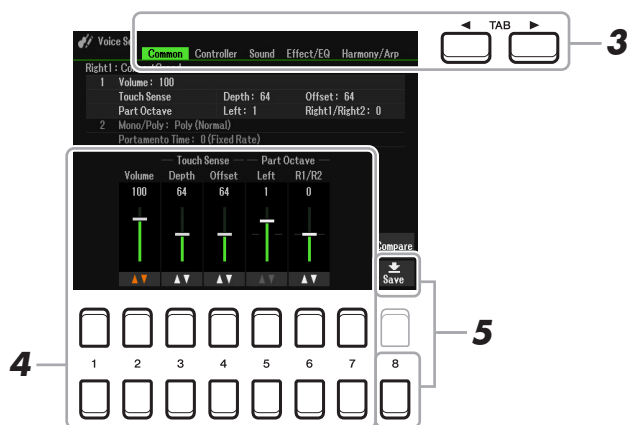 TAB
3
Voice S
Common Controller Sound Effect/EQ Harmony/Arp
Right1 :
1 Volume: 100
Touch Sense Depth: 64 Offset: 64
Part Octave Left: 1 Right1/Right2: 0
2 Mono/Poly: Poly (Normal)
Portamento Time: 0 (Fixed Rate)
Touch Sense Part Octave
Volume Depth Offset Left R1/R2
100 64 64 1 0
Compare
Save
5
4
1 2 3 4 5 6 7 8